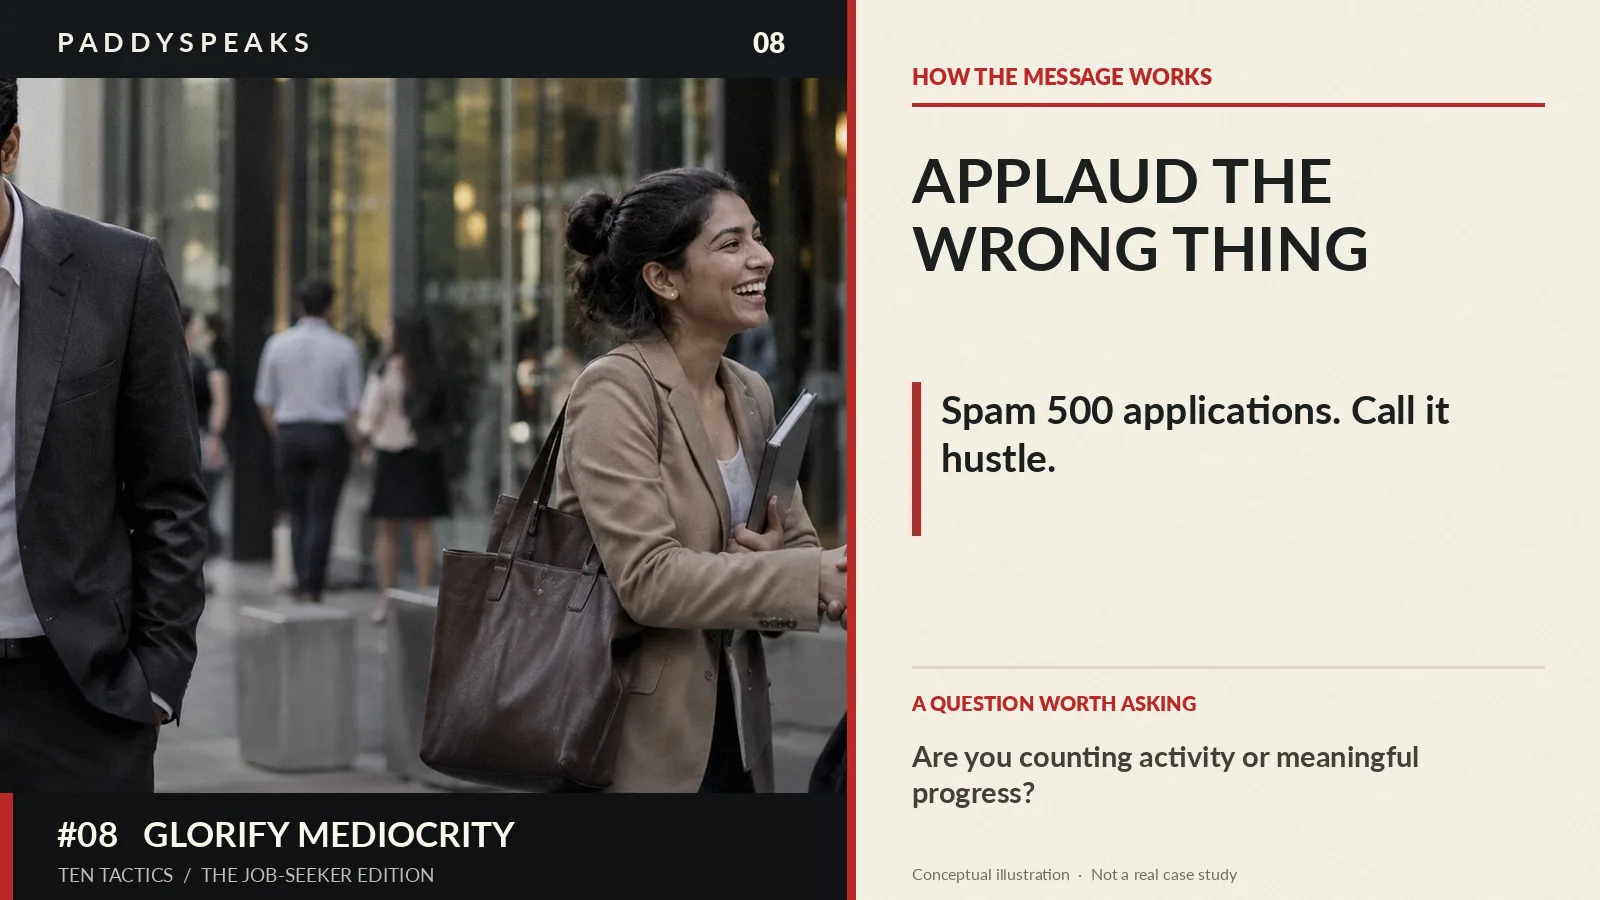 PADDYSPEAKS
08
#08 GLORIFY MEDIOCRITY
TEN TACTICS / THE JOB-SEEKER EDITION
HOW THE MESSAGE WORKS
APPLAUD THE
WRONG THING
Spam 500 applications. Call it
hustle.
A QUESTION WORTH ASKING
Are you counting activity or meaningful
progress?
Conceptual illustration · Not a real case study